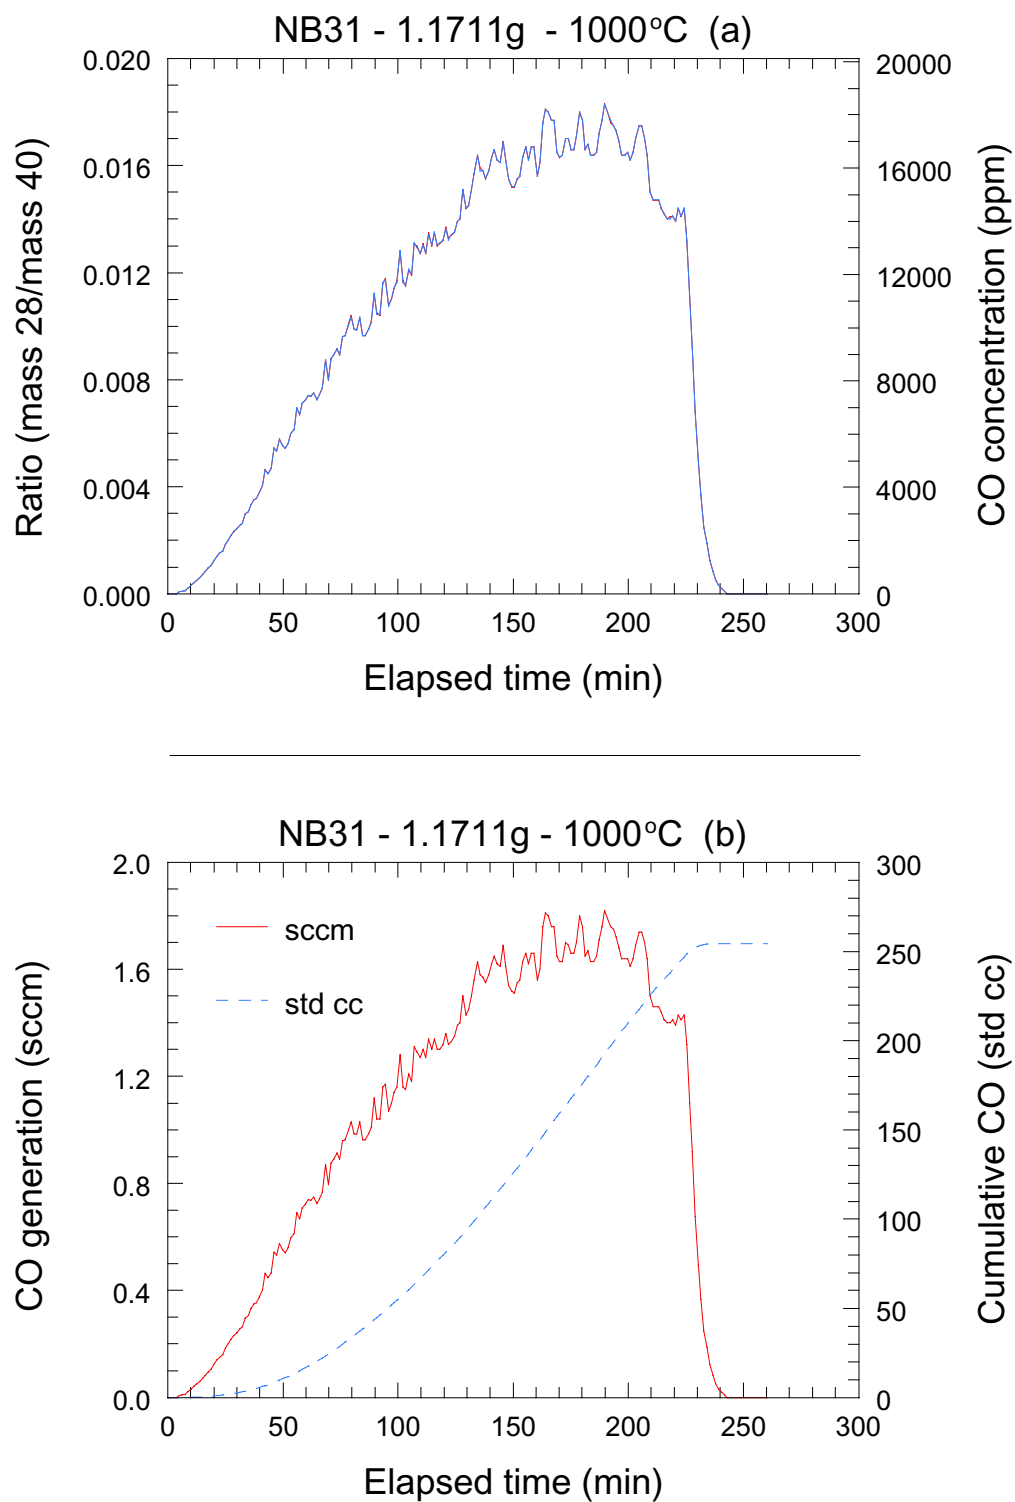 NB31 - 1.1711g - 1000°C (a)
0.020
0.016
0.012
0.008
0.004
0.000
Ratio (mass 28/mass 40)
20000
16000
12000
8000
4000
0
CO concentration (ppm)
0 50 100 150 200 250 300
Elapsed time (min)
NB31 - 1.1711g - 1000°C (b)
2.0
1.6
1.2
0.8
0.4
0.0
CO generation (sccm)
sccm
std cc
300
250
200
150
100
50
0
Cumulative CO (std cc)
0 50 100 150 200 250 300
Elapsed time (min)